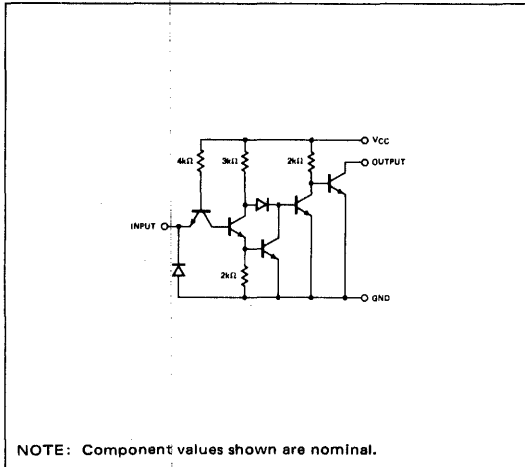 VCC
4kΩ 3kΩ 2kΩ
OUTPUT
INPUT
2kΩ
GND
NOTE: Component values shown are nominal.